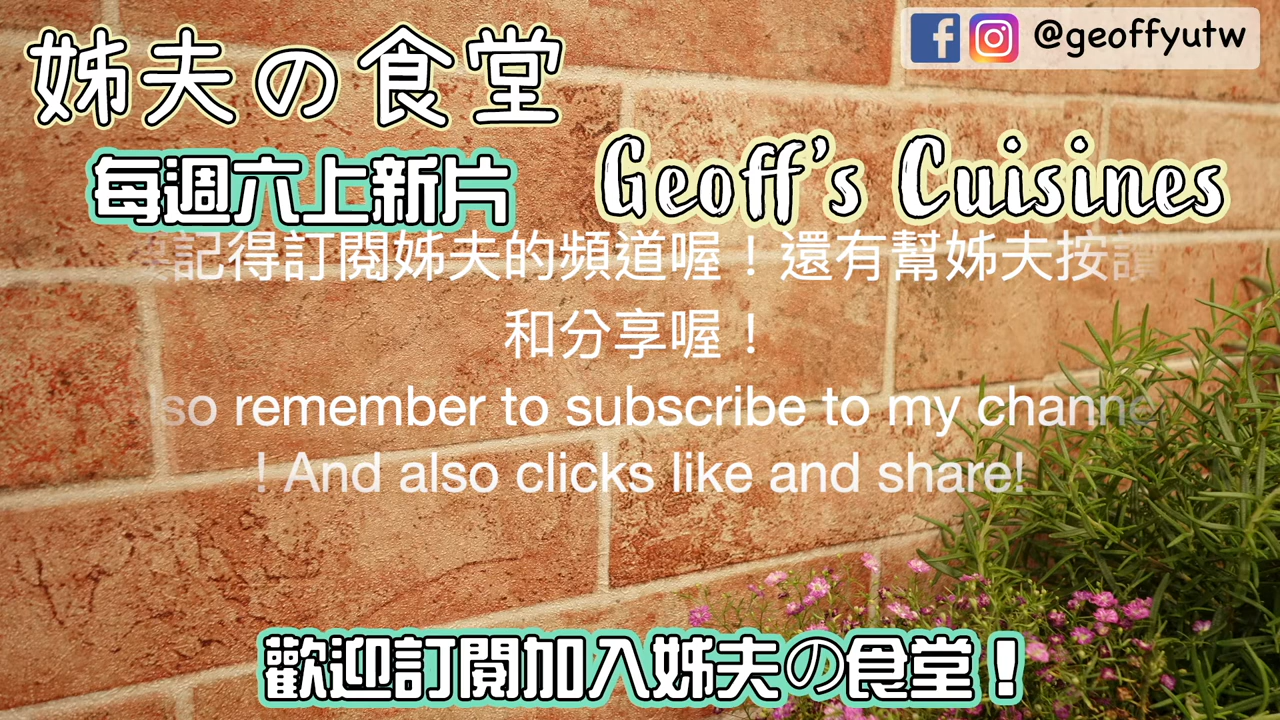 姊夫の食堂
@geoffyutw
每週六上新片
Geoff's Cuisines
記得訂閱姊夫的頻道喔！還有幫姊夫按讚
和分享喔！
so remember to subscribe to my channe
! And also clicks like and share!
歡迎訂閱加入姊夫の食堂！